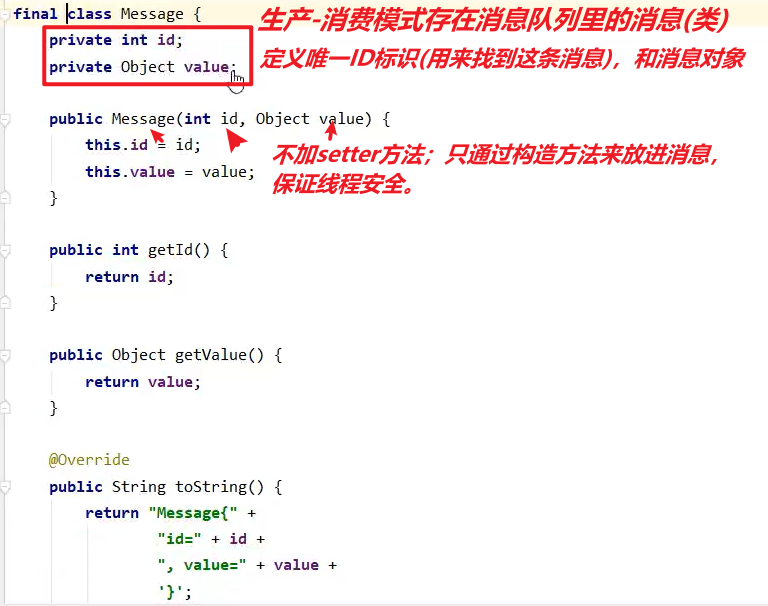 final class Message {
生产-消费模式存在消息队列里的消息(类)
private int id;
定义唯一ID标识(用来找到这条消息)，和消息对象
private Object value;
public Message(int id, Object value) {
this.id = id;
不加setter方法；只通过构造方法来放进消息，
this.value = value;
保证线程安全。
}
public int getId() {
return id;
}
public Object getValue() {
return value;
}
@Override
public String toString() {
return "Message{" +
"id=" + id +
", value=" + value +
'}';